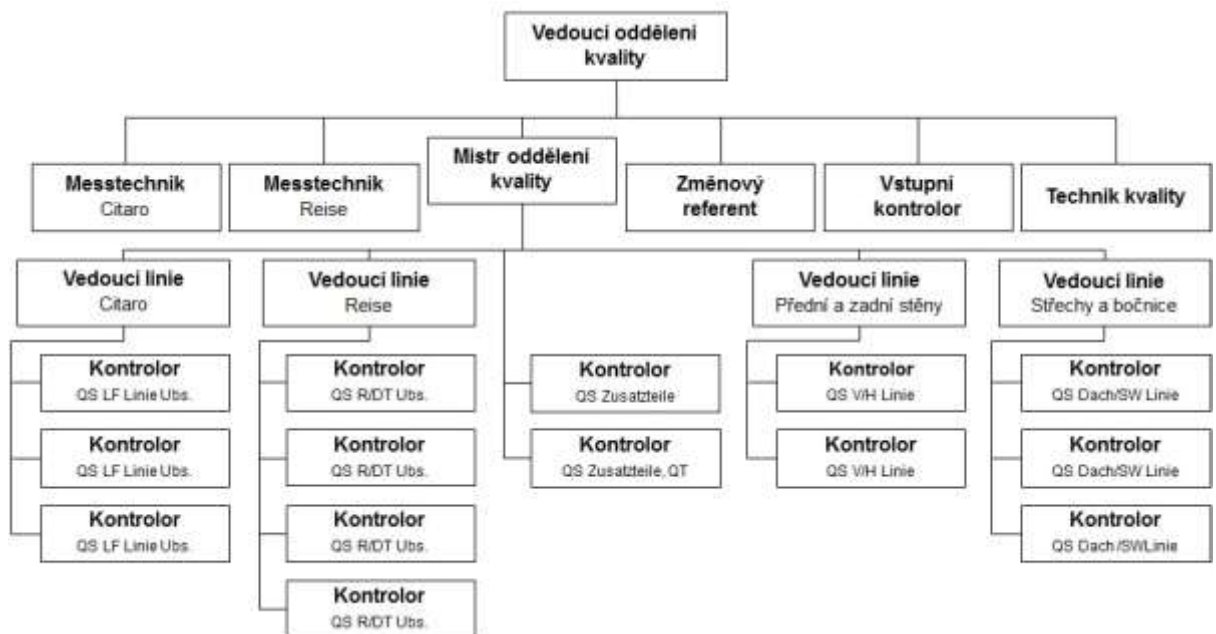 Vedoucí oddělení
kvality
Messtechnik
Citaro
Messtechnik
Reise
Mistr oddělení
kvality
Změnový
referent
Vstupní
kontrolor
Technik kvality
Vedoucí linie
Citaro
Vedoucí linie
Reise
Vedoucí linie
Přední a zadní stěny
Vedoucí linie
Střechy a bočnice
Kontrolor
QS LF Linie Ubs.
Kontrolor
QS R/DT Ubs.
Kontrolor
QS Zusatzteile
Kontrolor
QS V/H Linie
Kontrolor
QS Dach/SW Linie
Kontrolor
QS LF Linie Ubs.
Kontrolor
QS R/DT Ubs.
Kontrolor
QS Zusatzteile, QT
Kontrolor
QS V/H Linie
Kontrolor
QS Dach/SW Linie
Kontrolor
QS LF Linie Ubs.
Kontrolor
QS R/DT Ubs.
Kontrolor
QS Dach/SWLinie
Kontrolor
QS R/DT Ubs.